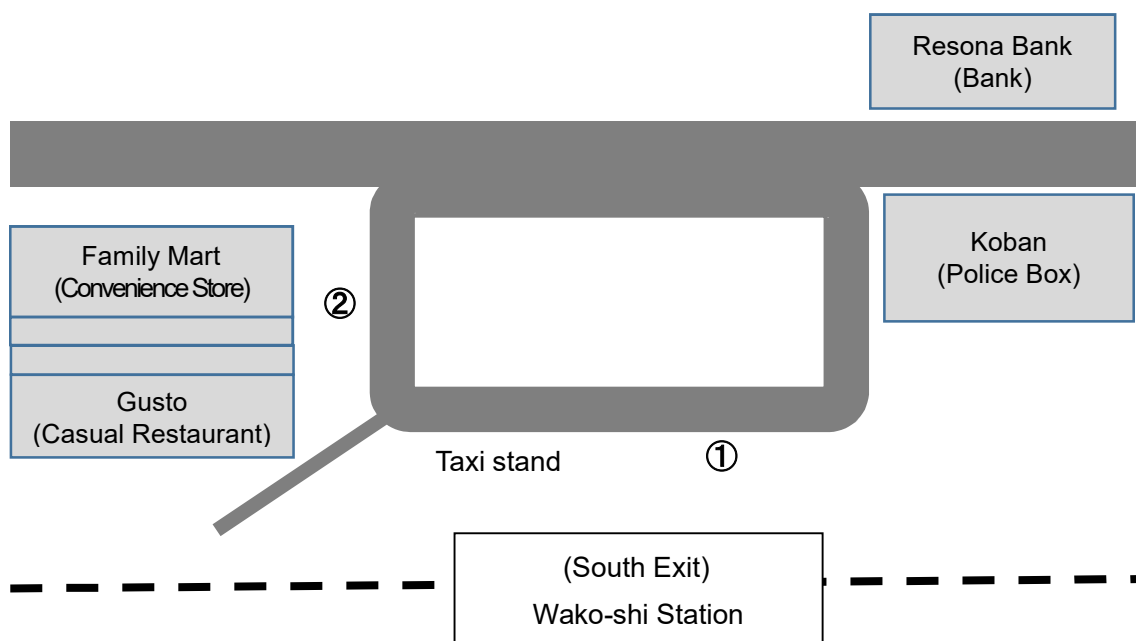 Resona Bank
(Bank)
Family Mart
(Convenience Store)
Koban
(Police Box)
②
Gusto
(Casual Restaurant)
Taxi stand
①
(South Exit)
Wako-shi Station